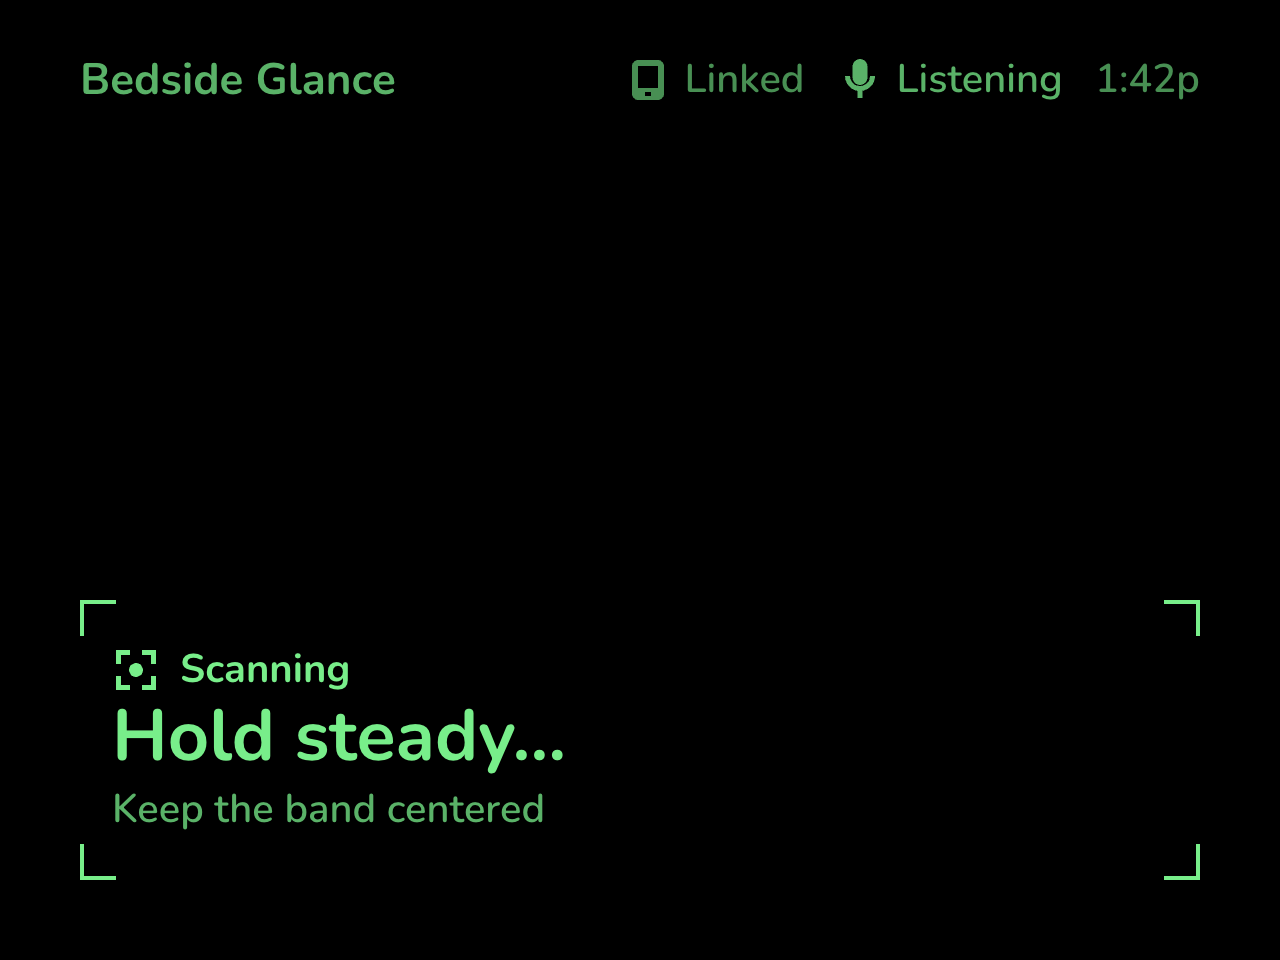 Bedside Glance
Linked Listening 1:42p
Scanning
Hold steady...
Keep the band centered